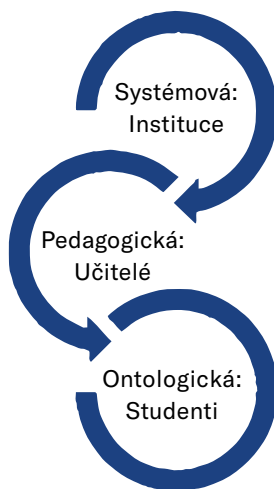 Systémová:
Instituce
Pedagogická:
Učitelé
Ontologická:
Studenti